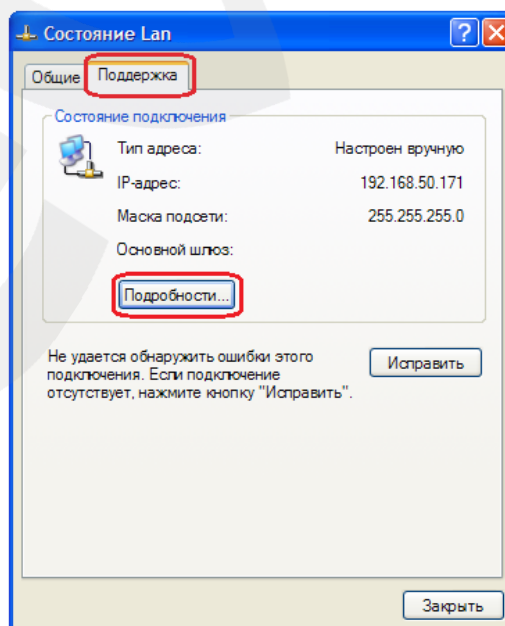 Состояние Lan
Общие Поддержка
Состояние подключения
Тип адреса: Настроен вручную
IP-адрес: 192.168.50.171
Маска подсети: 255.255.255.0
Основной шлюз:
Подробности...
Не удается обнаружить ошибки этого
подключения. Если подключение
отсутствует, нажмите кнопку "Исправить".
Исправить
Закрыть